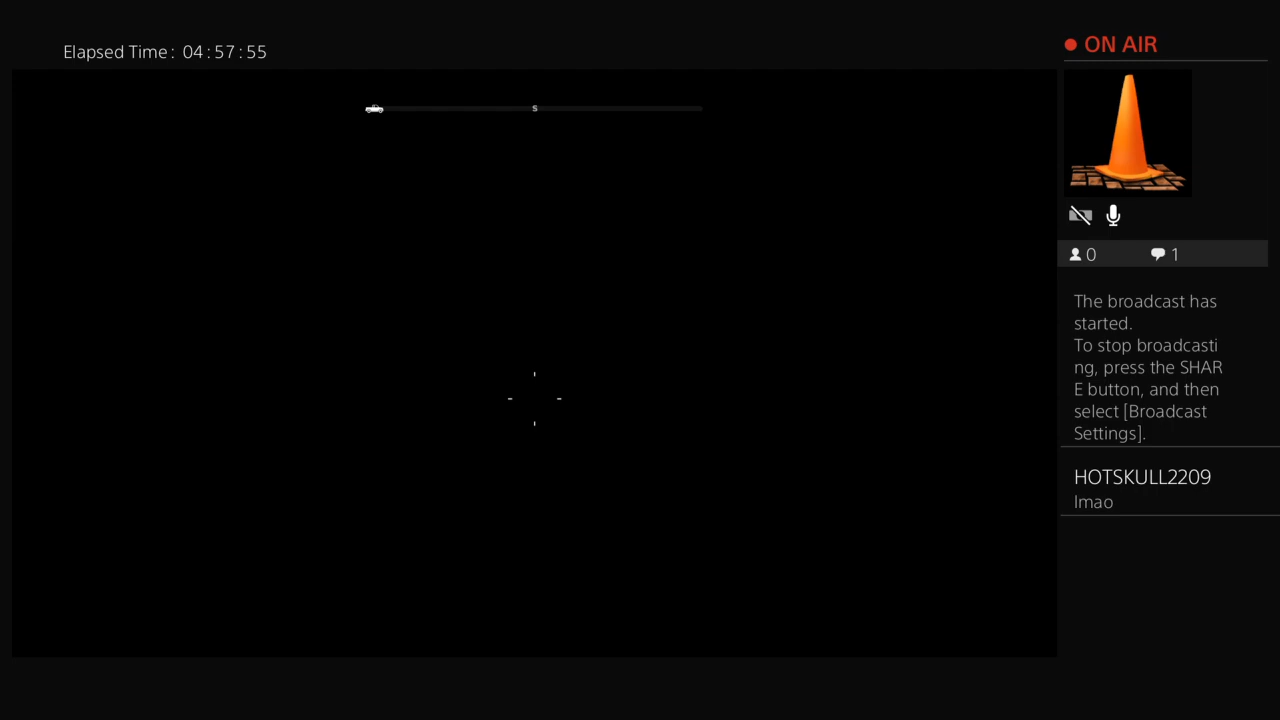 Elapsed Time: 04:57:55
ON AIR
S
0 1
The broadcast has
started.
To stop broadcasti
ng, press the SHAR
E button, and then
select [Broadcast
Settings].
HOTSKULL2209
lmao